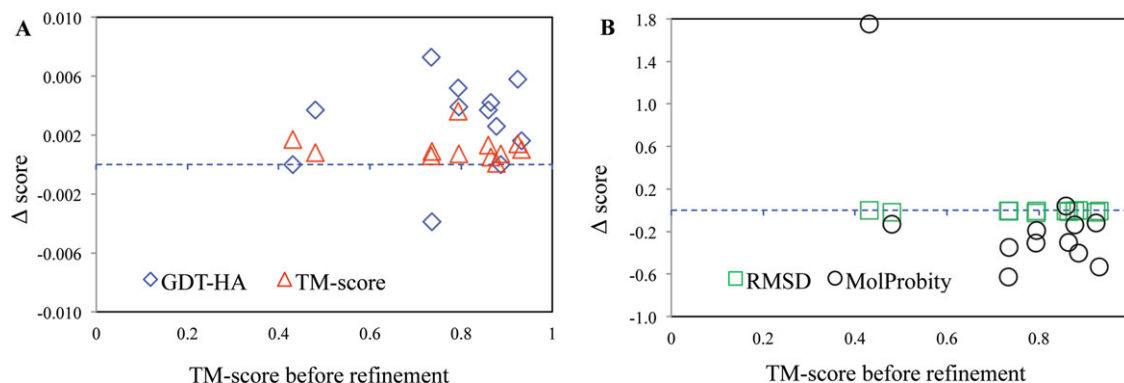 A
Δ score
0.010
0.006
0.002
-0.002
-0.006
-0.010
GDT-HA
TM-score
0
0.2
0.4
0.6
0.8
1
TM-score before refinement
B
Δ score
1.8
1.4
1.0
0.6
0.2
-0.2
-0.6
-1.0
RMSD
MolProbity
0
0.2
0.4
0.6
0.8
TM-score before refinement